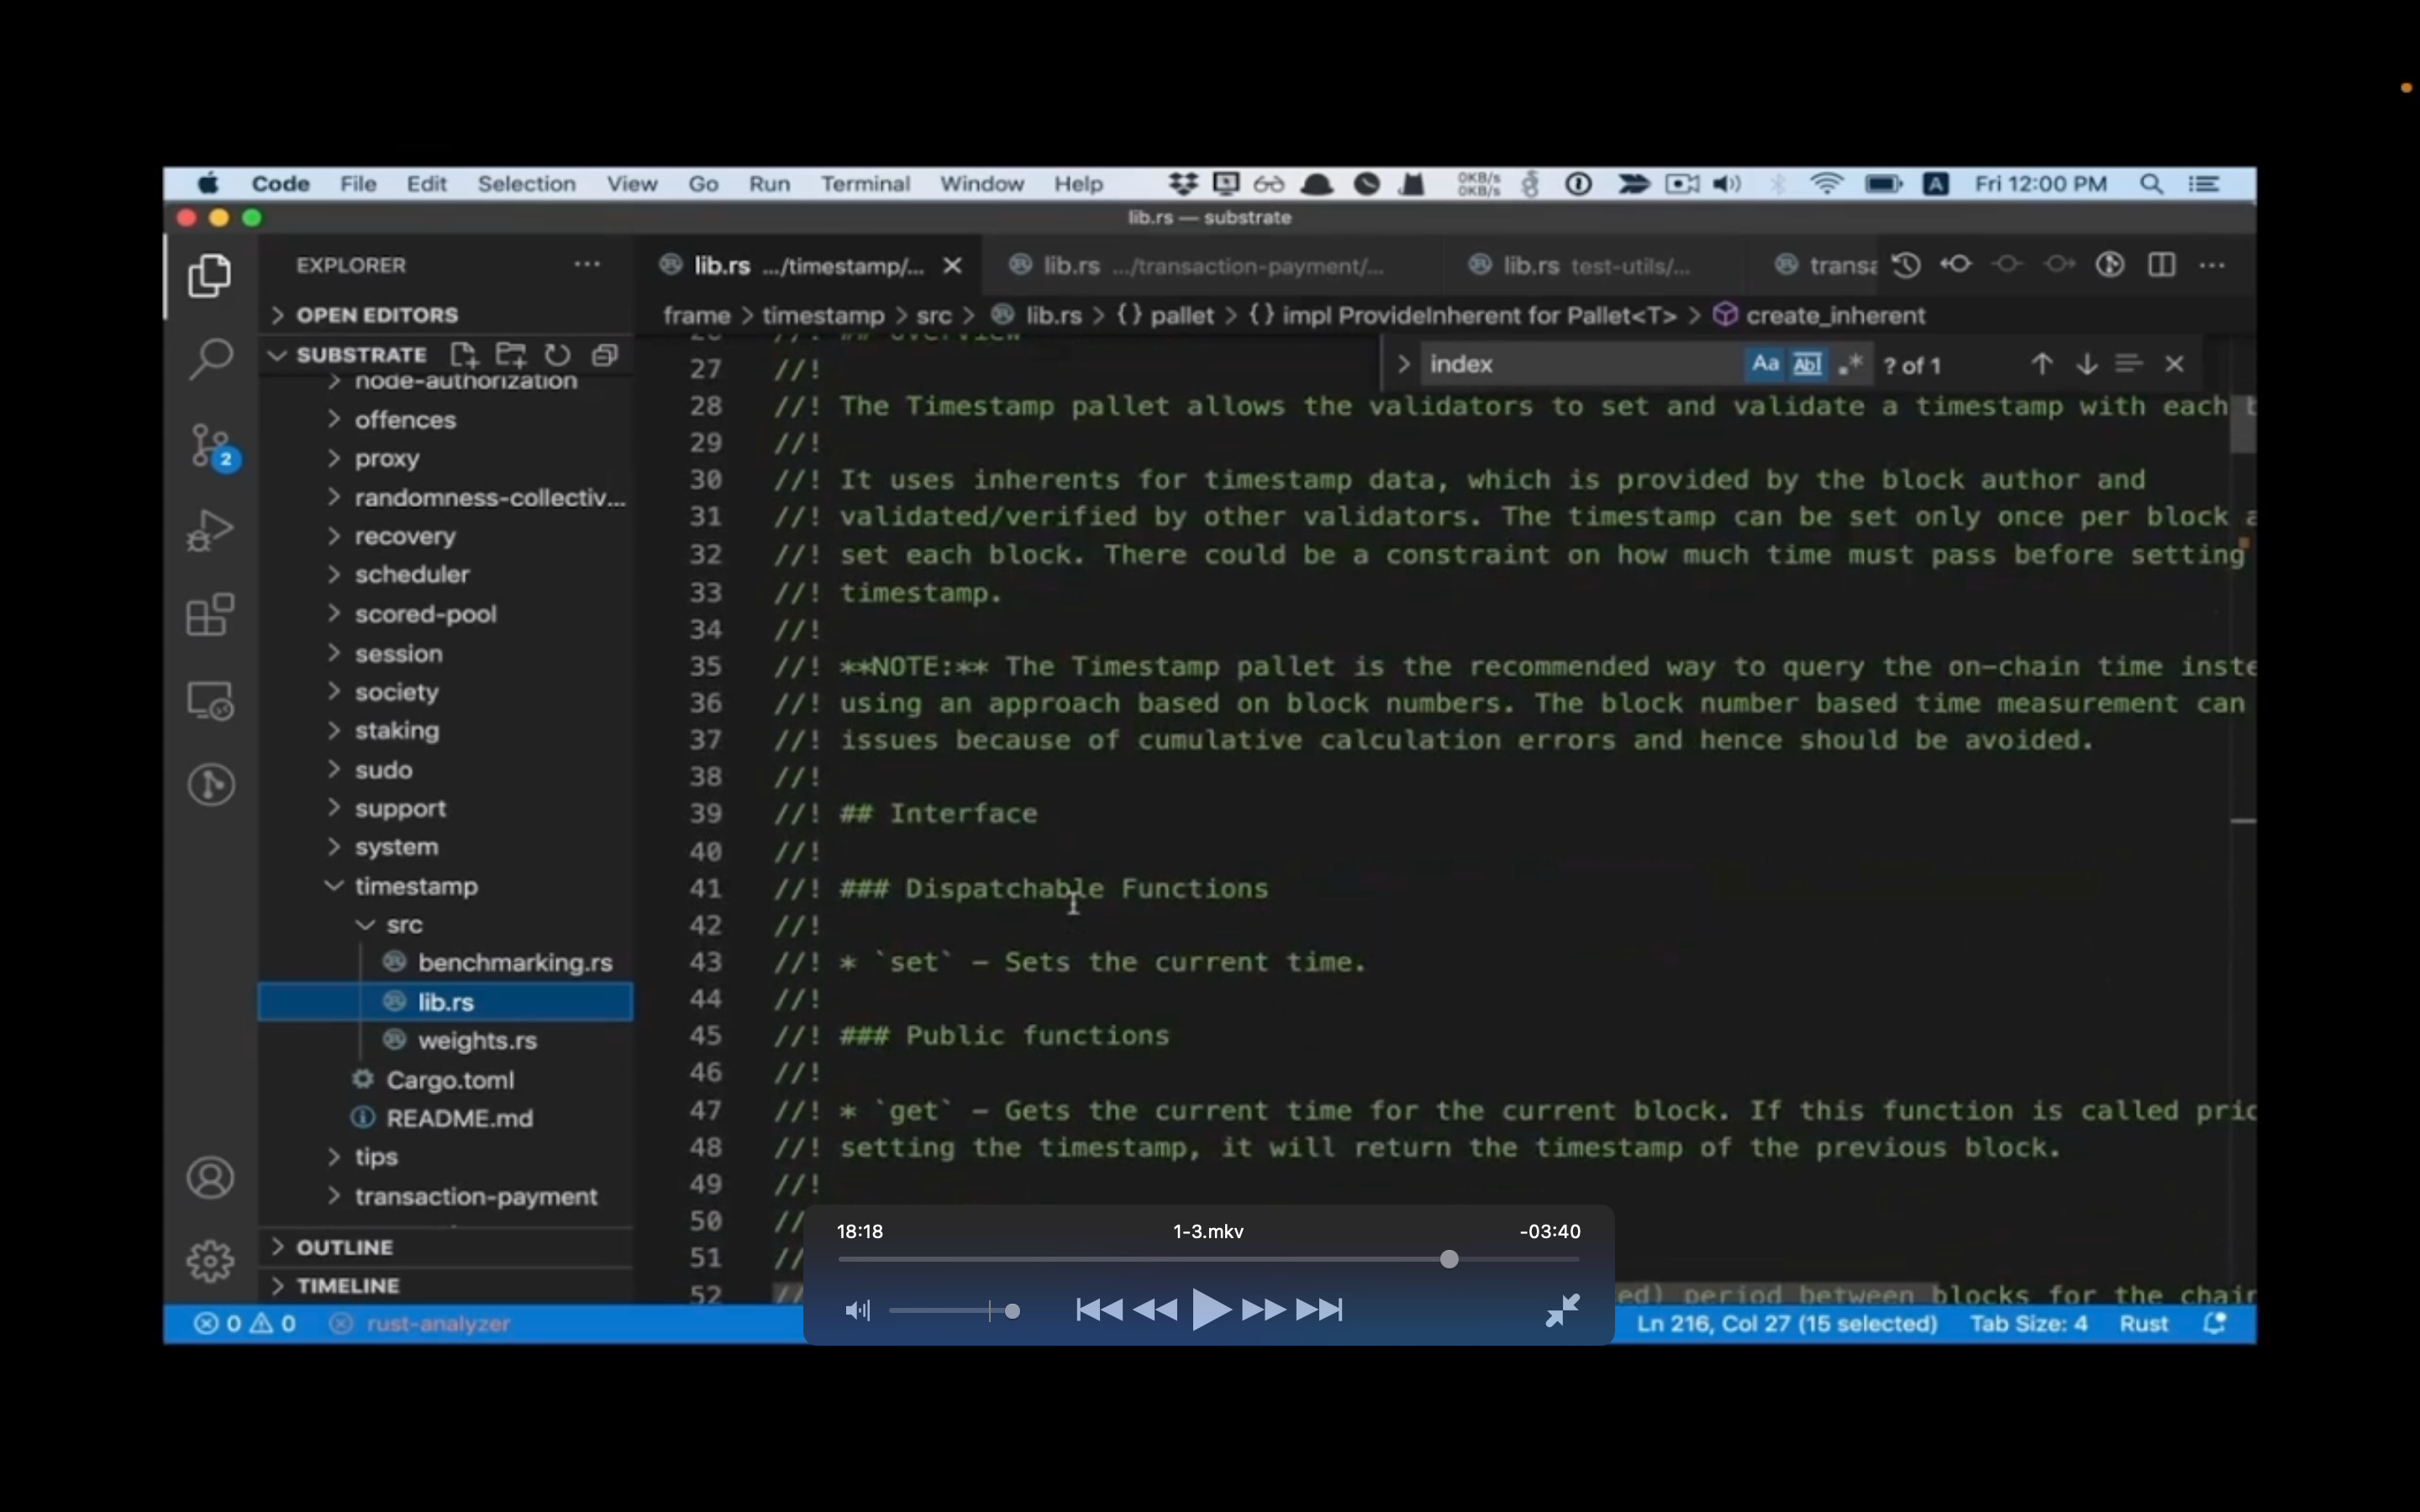 Code File Edit Selection View Go Run Terminal Window Help 0KB/s 0KB/s A Fri 12:00 PM
lib.rs — substrate
EXPLORER ··· lib.rs .../timestamp/... lib.rs .../transaction-payment/... lib.rs test-utils/... transa ···
OPEN EDITORS
frame > timestamp > src > lib.rs > {} pallet > {} impl ProvideInherent for Pallet<T> > create_inherent
SUBSTRATE
index Aa Abl .* ? of 1
node-authorization
offences
proxy
randomness-collectiv...
recovery
scheduler
scored-pool
session
society
staking
sudo
support
system
timestamp
src
benchmarking.rs
lib.rs
weights.rs
Cargo.toml
README.md
tips
transaction-payment
OUTLINE
TIMELINE
2
26 //! ## Overview
27 //!
28 //! The Timestamp pallet allows the validators to set and validate a timestamp with each b
29 //!
30 //! It uses inherents for timestamp data, which is provided by the block author and
31 //! validated/verified by other validators. The timestamp can be set only once per block a
32 //! set each block. There could be a constraint on how much time must pass before setting
33 //! timestamp.
34 //!
35 //! **NOTE:** The Timestamp pallet is the recommended way to query the on-chain time inste
36 //! using an approach based on block numbers. The block number based time measurement can
37 //! issues because of cumulative calculation errors and hence should be avoided.
38 //!
39 //! ## Interface
40 //!
41 //! ### Dispatchable Functions
42 //!
43 //! * `set` - Sets the current time.
44 //!
45 //! ### Public functions
46 //!
47 //! * `get` - Gets the current time for the current block. If this function is called prio
48 //! setting the timestamp, it will return the timestamp of the previous block.
49 //!
50 //
51 //
52 // ed) period between blocks for the chain
18:18 1-3.mkv -03:40
0 0 rust-analyzer Ln 216, Col 27 (15 selected) Tab Size: 4 Rust